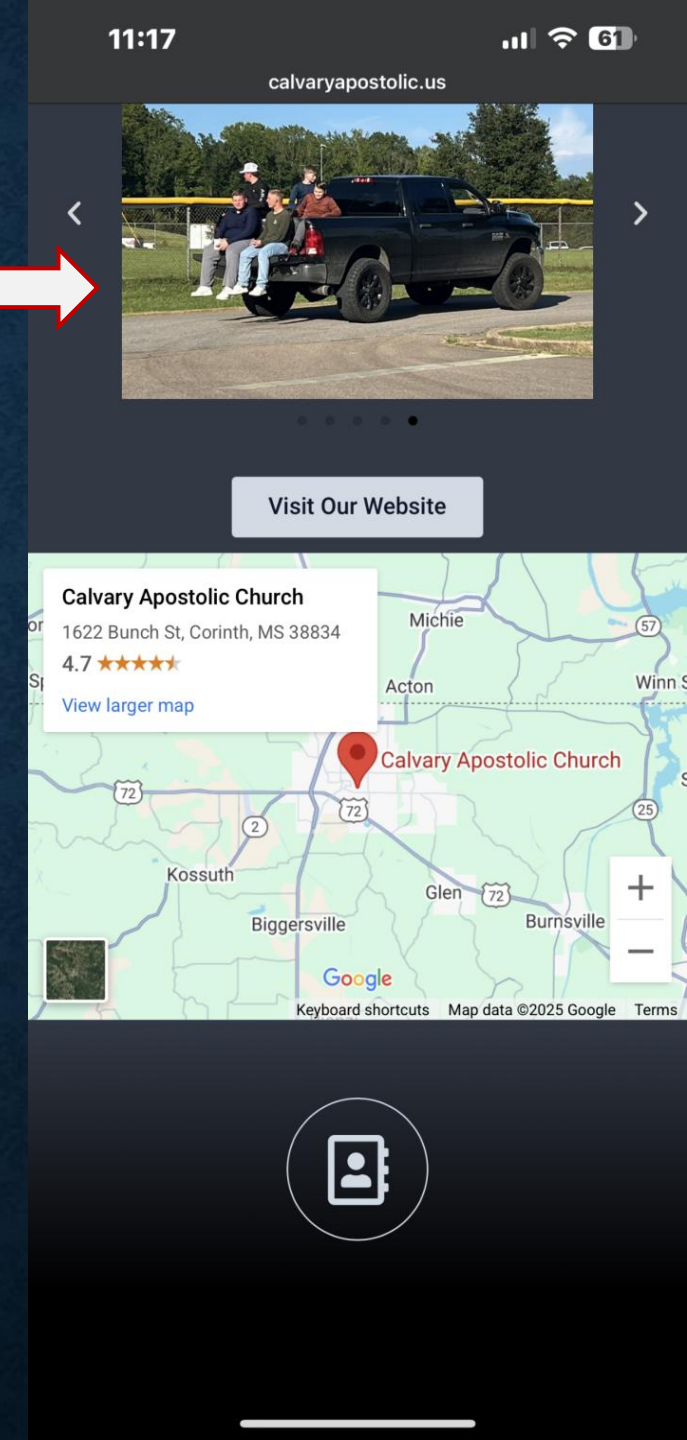 11:17
61
calvaryapostolic.us
Visit Our Website
Calvary Apostolic Church
1622 Bunch St, Corinth, MS 38834
4.7
View larger map
Michie
57
Acton
Winn S
Calvary Apostolic Church
72
72
2
25
Kossuth
Glen
72
Burnsville
Biggersville
Google
Keyboard shortcuts
Map data ©2025 Google
Terms